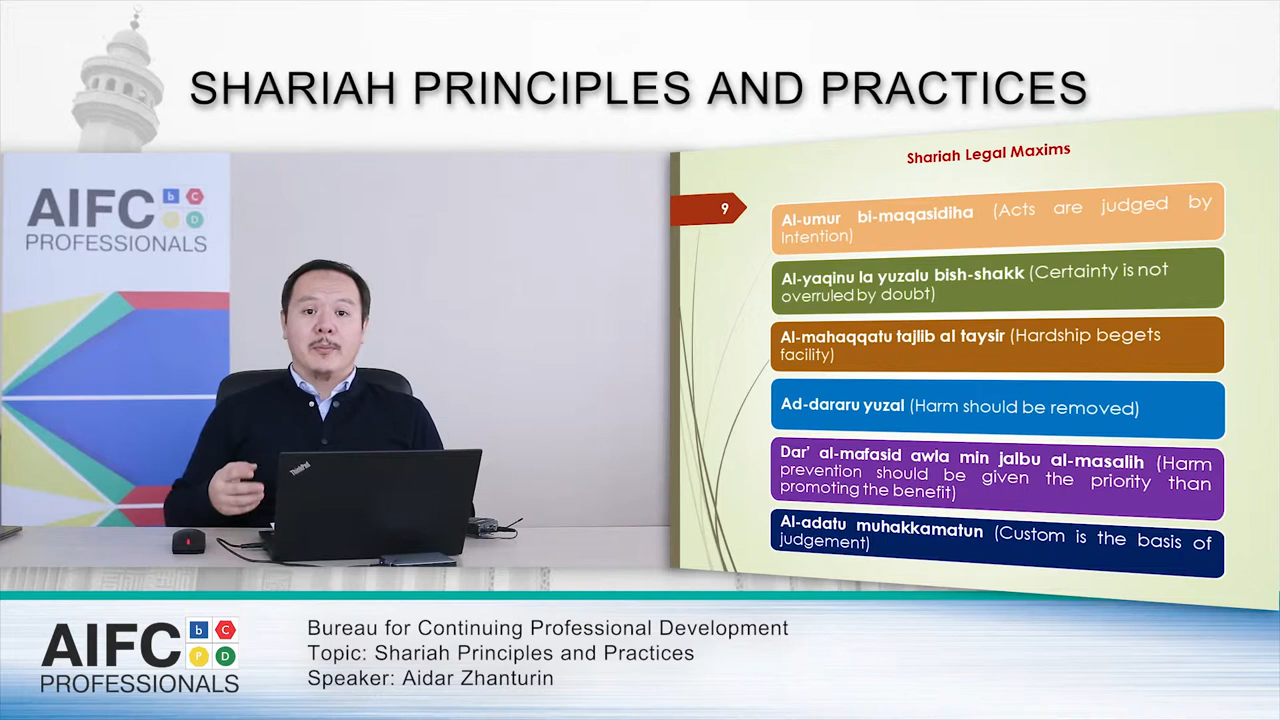 SHARIAH PRINCIPLES AND PRACTICES
AIFC b C
P D
PROFESSIONALS
ThinkPad
Shariah Legal Maxims
9
Al-umur bi-maqasidiha (Acts are judged by
Intention)
Al-yaqinu la yuzalu bish-shakk (Certainty is not
overruled by doubt)
Al-mahaqqatu tajlib al taysir (Hardship begets
facility)
Ad-dararu yuzal (Harm should be removed)
Dar' al-mafasid awla min jalbu al-masalih (Harm
prevention should be given the priority than
promoting the benefit)
Al-adatu muhakkamatun (Custom is the basis of
judgement)
AIFC b C
P D
PROFESSIONALS
Bureau for Continuing Professional Development
Topic: Shariah Principles and Practices
Speaker: Aidar Zhanturin